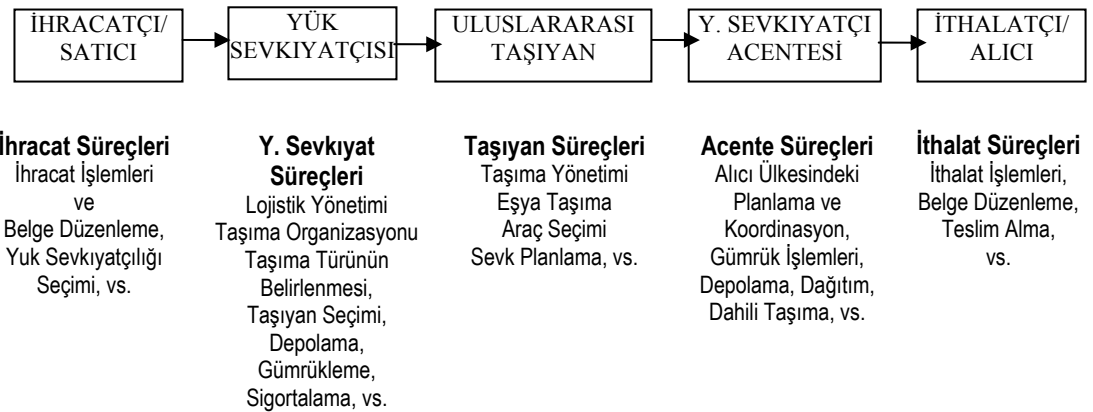 İHRACATÇI/
SATICI
YÜK
SEVKIYATÇISI
ULUSLARARASI
TAŞIYAN
Y. SEVKIYATÇI
ACENTESİ
İTHALATÇI/
ALICI
İhracat Süreçleri
İhracat İşlemleri
ve
Belge Düzenleme,
Yuk Sevkıyatçılığı
Seçimi, vs.
Y. Sevkıyat
Süreçleri
Lojistik Yönetimi
Taşıma Organizasyonu
Taşıma Türünün
Belirlenmesi,
Taşıyan Seçimi,
Depolama,
Gümrükleme,
Sigortalama, vs.
Taşıyan Süreçleri
Taşıma Yönetimi
Eşya Taşıma
Araç Seçimi
Sevk Planlama, vs.
Acente Süreçleri
Alıcı Ülkesindeki
Planlama ve
Koordinasyon,
Gümrük İşlemleri,
Depolama, Dağıtım,
Dahili Taşıma, vs.
İthalat Süreçleri
İthalat İşlemleri,
Belge Düzenleme,
Teslim Alma,
vs.